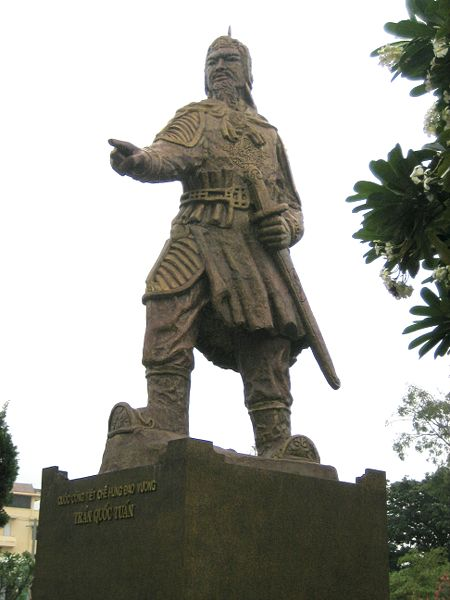 QUỐC CÔNG TIẾT CHẾ HƯNG ĐẠO VƯƠNG
TRẦN QUỐC TUẤN